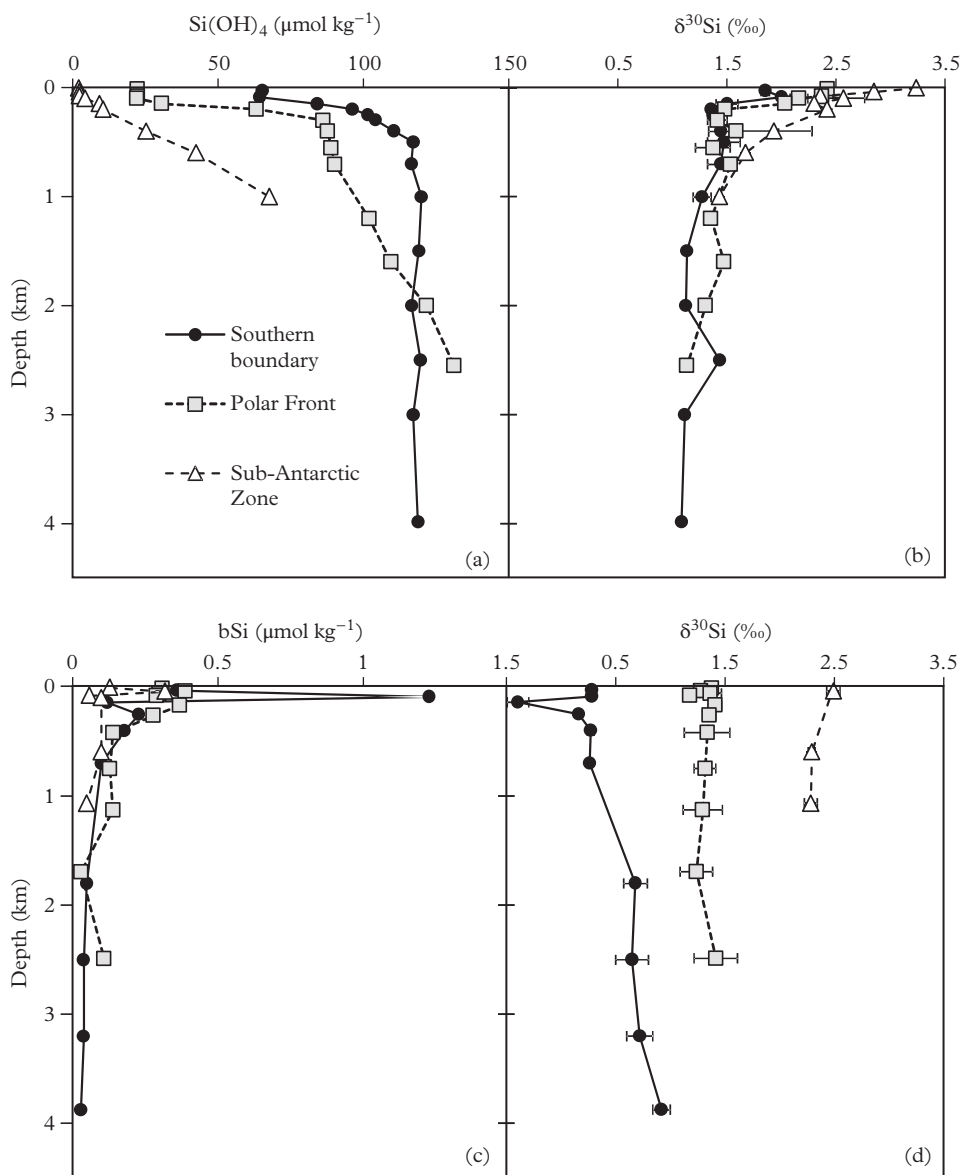 Si(OH)4 (μmol kg−1)
δ30Si (‰)
0 50 100 150 0.5 1.5 2.5 3.5
0
1
2
3
4
Depth (km)
Southern
boundary
Polar Front
Sub-Antarctic
Zone
(a)
(b)
bSi (μmol kg−1)
δ30Si (‰)
0 0.5 1 1.5 0.5 1.5 2.5 3.5
0
1
2
3
4
Depth (km)
(c)
(d)